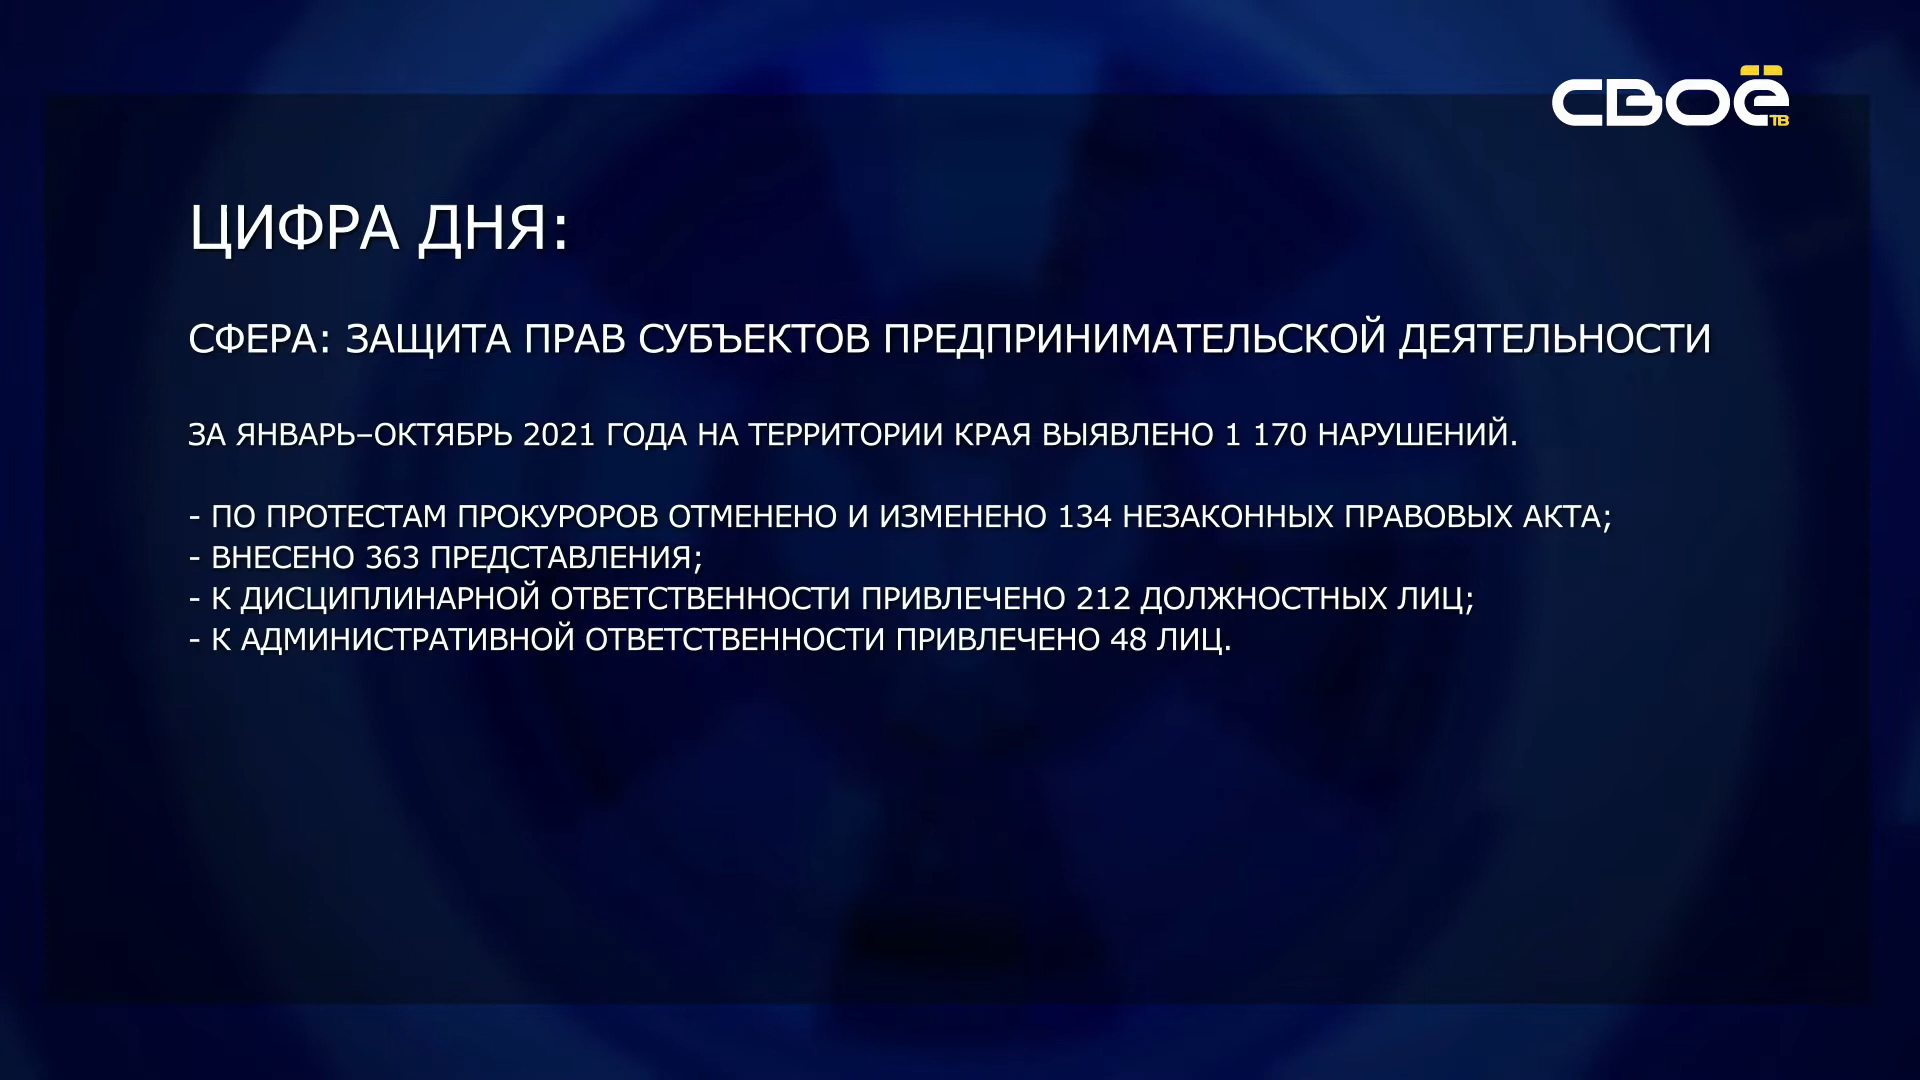 СВОЁ
ТВ
ЦИФРА ДНЯ:
СФЕРА: ЗАЩИТА ПРАВ СУБЪЕКТОВ ПРЕДПРИНИМАТЕЛЬСКОЙ ДЕЯТЕЛЬНОСТИ
ЗА ЯНВАРЬ–ОКТЯБРЬ 2021 ГОДА НА ТЕРРИТОРИИ КРАЯ ВЫЯВЛЕНО 1 170 НАРУШЕНИЙ.
- ПО ПРОТЕСТАМ ПРОКУРОРОВ ОТМЕНЕНО И ИЗМЕНЕНО 134 НЕЗАКОННЫХ ПРАВОВЫХ АКТА;
- ВНЕСЕНО 363 ПРЕДСТАВЛЕНИЯ;
- К ДИСЦИПЛИНАРНОЙ ОТВЕТСТВЕННОСТИ ПРИВЛЕЧЕНО 212 ДОЛЖНОСТНЫХ ЛИЦ;
- К АДМИНИСТРАТИВНОЙ ОТВЕТСТВЕННОСТИ ПРИВЛЕЧЕНО 48 ЛИЦ.